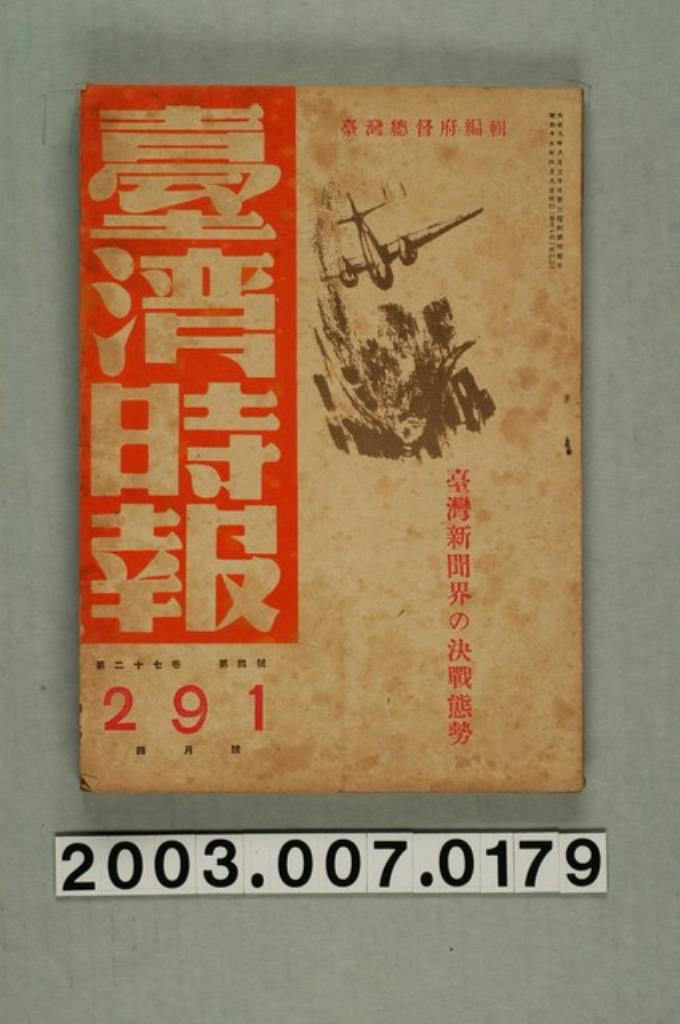 臺灣時報
臺灣總督府編輯
臺灣新聞界の決戰態勢
第二十七卷 第四號
291
四月號
2003.007.0179